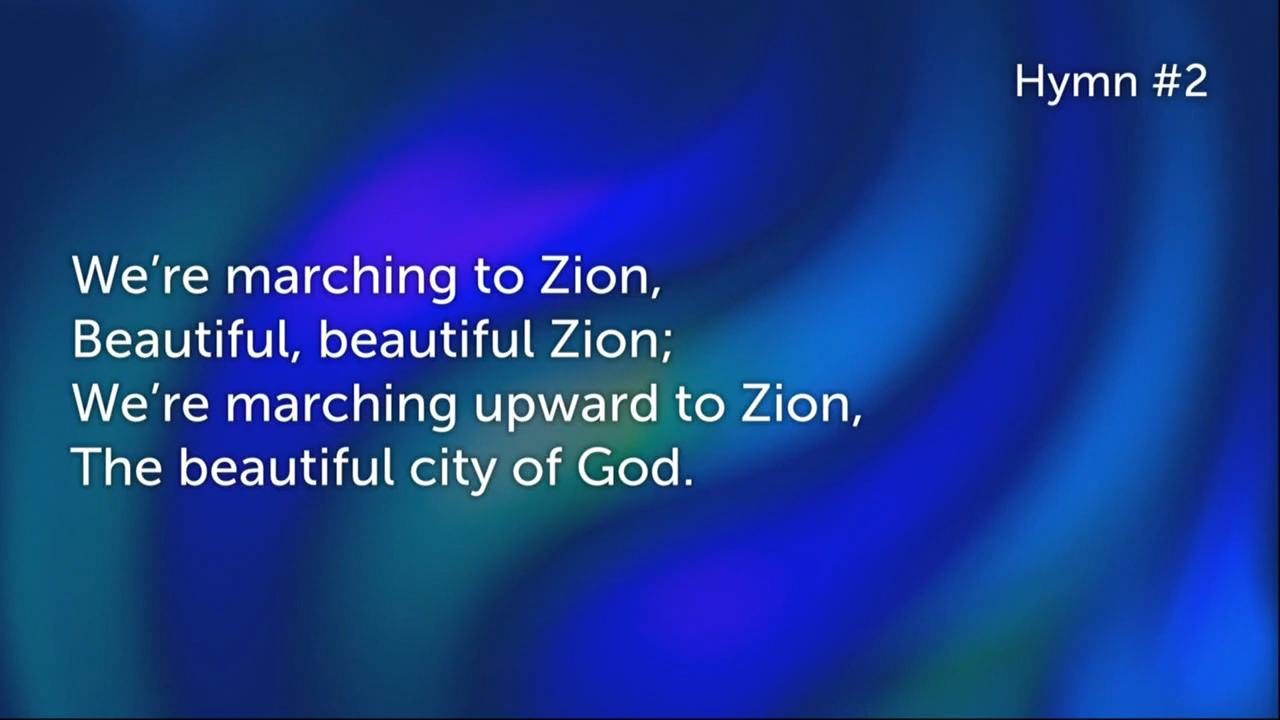 Hymn #2
We’re marching to Zion,
Beautiful, beautiful Zion;
We’re marching upward to Zion,
The beautiful city of God.